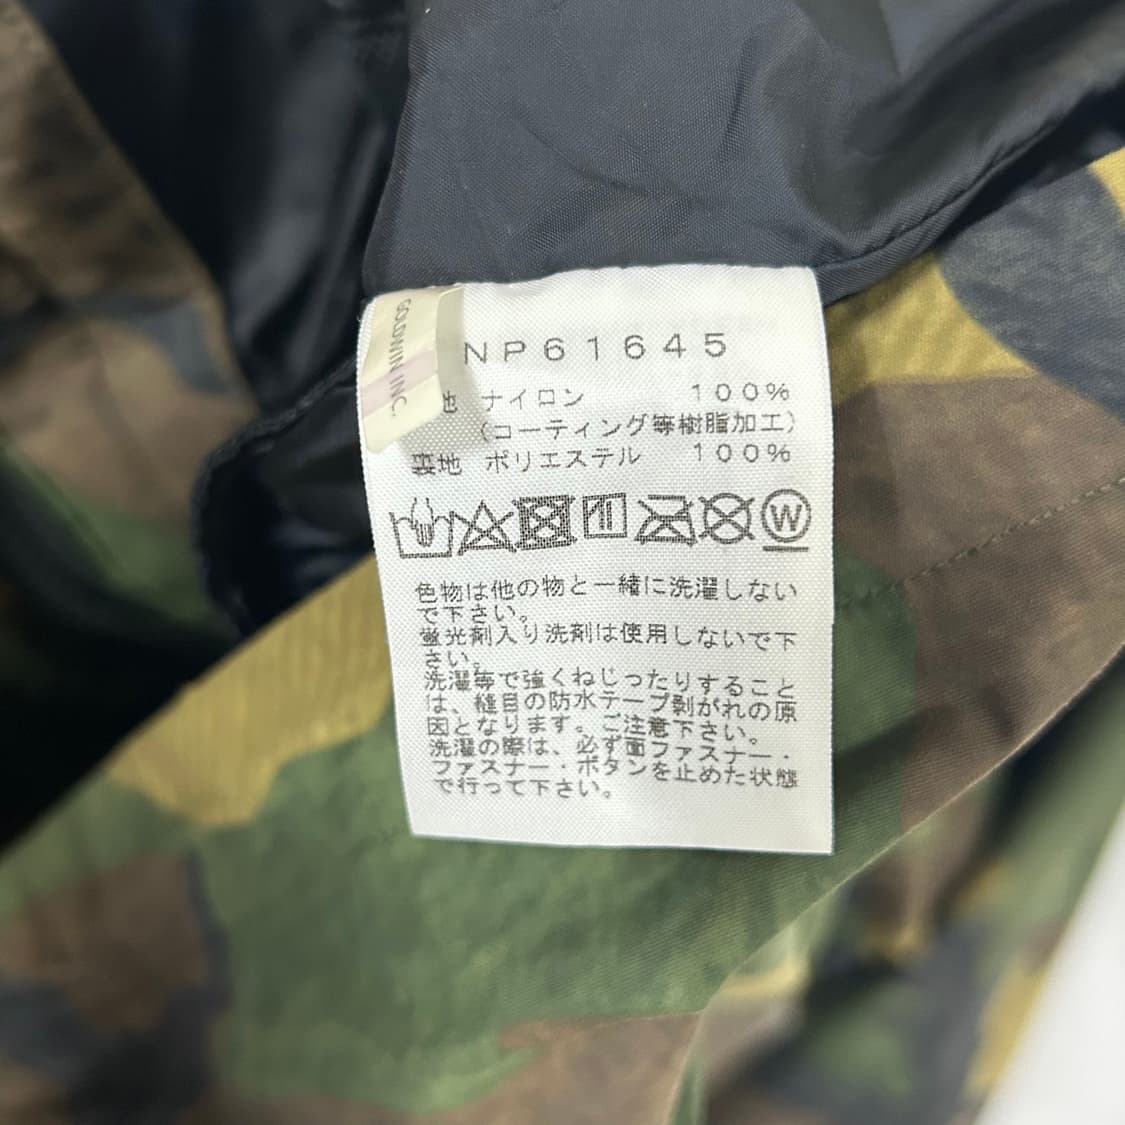 GOLDWIN INC.
NP61645
地 ナイロン 100%
(コーティング等樹脂加工)
裏地 ポリエステル 100%
W
色物は他の物と一緒に洗濯しない
で下さい。
蛍光剤入り洗剤は使用しないで下
さい。
洗濯等で強くねじったりすること
は、縫目の防水テープ剥がれの原
因となります。ご注意下さい。
洗濯の際は、必ず面ファスナー・
ファスナー・ボタンを止めた状態
で行って下さい。